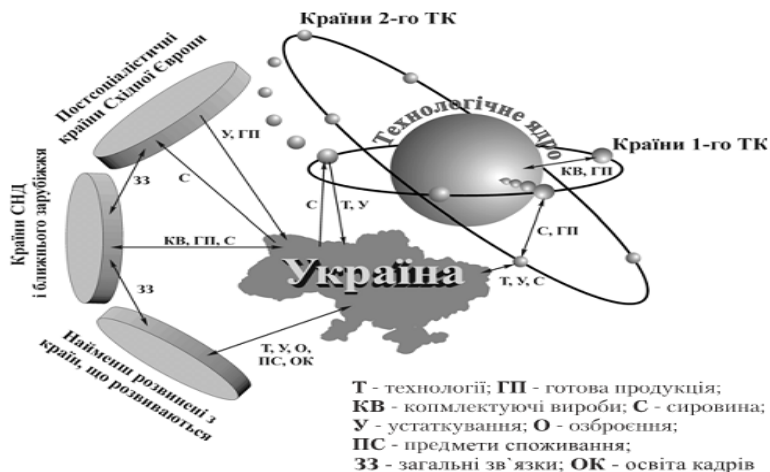 Країни 2-го ТК
Постсоціалістичні
країни Східної Європи
Технологічне ядро
Країни 1-го ТК
У, ГП
КВ, ГП
ЗЗ
С
С
Т, У
С, ГП
Країни СНД
і ближнього зарубіжжя
КВ, ГП, С
Україна
Т, У, С
ЗЗ
Найменш розвинені з
країн, що розвиваються
Т, У, О,
ПС, ОК
Т - технології; ГП - готова продукція;
КВ - копмлектуючі вироби; С - сировина;
У - устаткування; О - озброєння;
ПС - предмети споживання;
ЗЗ - загальні зв`язки; ОК - освіта кадрів